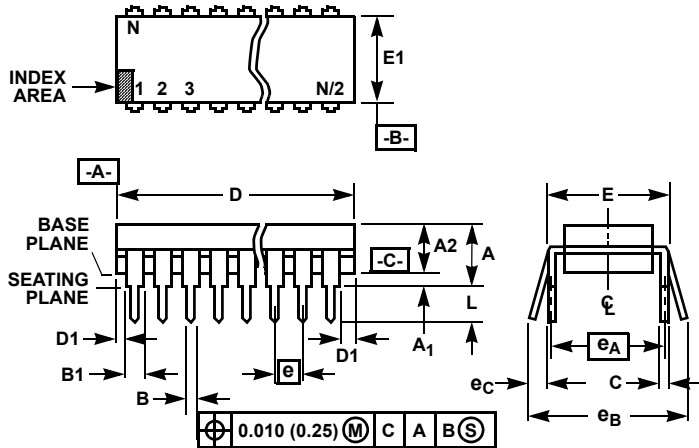 N
E1
INDEX
AREA
1 2 3 N/2
-B-
-A-
D
E
BASE
PLANE
A2
A
-C-
SEATING
PLANE
L
℄
D1
A1
D1
eA
B1
e
eC
C
B
eB
⌖ 0.010 (0.25) Ⓜ C A B Ⓢ